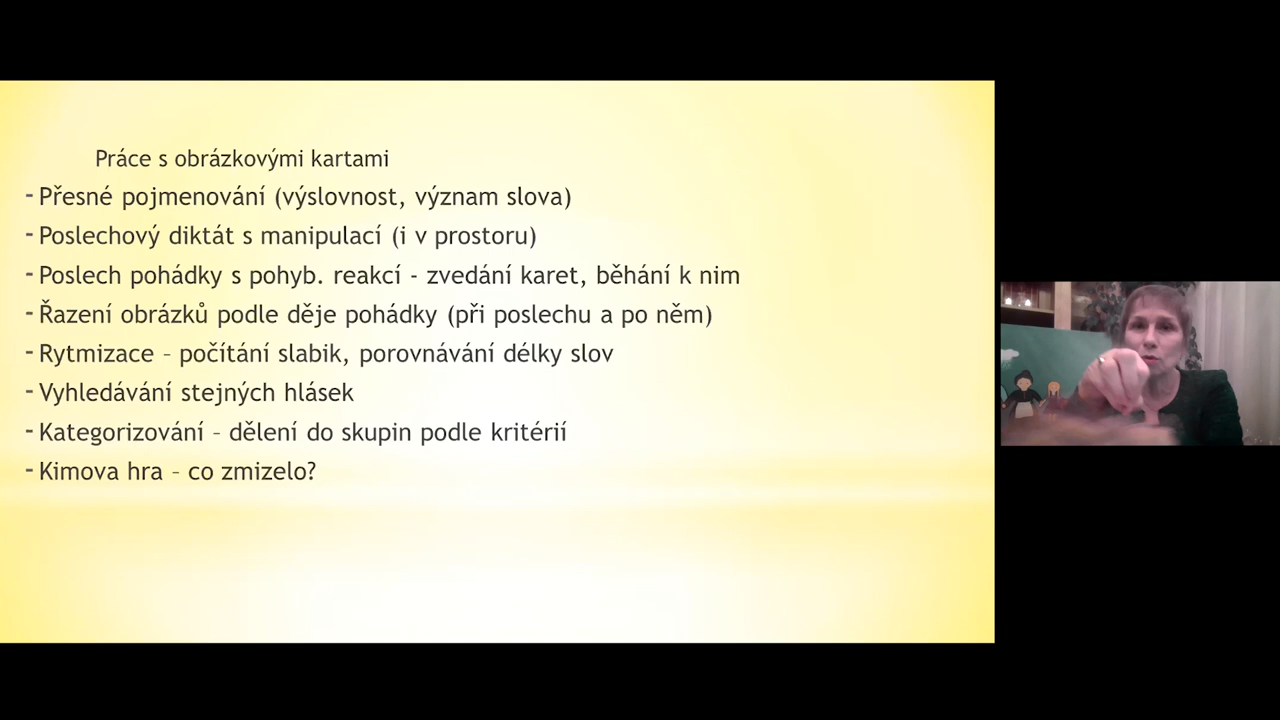 Práce s obrázkovými kartami
- Přesné pojmenování (výslovnost, význam slova)
- Poslechový diktát s manipulací (i v prostoru)
- Poslech pohádky s pohyb. reakcí - zvedání karet, běhání k nim
- Řazení obrázků podle děje pohádky (při poslechu a po něm)
- Rytmizace – počítání slabik, porovnávání délky slov
- Vyhledávání stejných hlásek
- Kategorizování – dělení do skupin podle kritérií
- Kimova hra – co zmizelo?